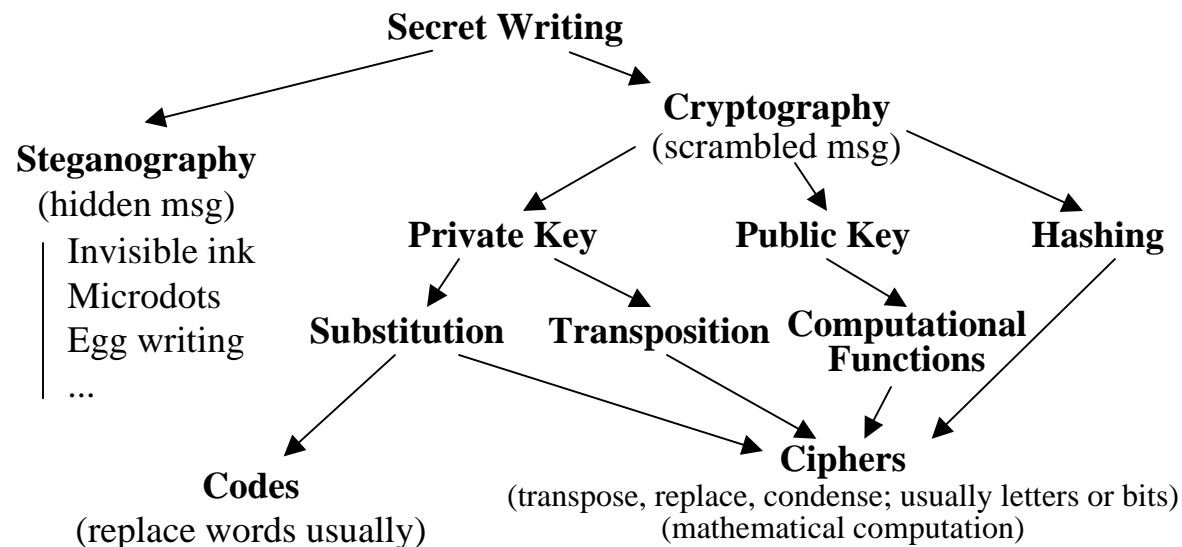 Secret Writing
Cryptography
(scrambled msg)
Steganography
(hidden msg)
Invisible ink
Microdots
Egg writing
...
Private Key
Public Key
Hashing
Substitution
Transposition
Computational
Functions
Codes
(replace words usually)
Ciphers
(transpose, replace, condense; usually letters or bits)
(mathematical computation)